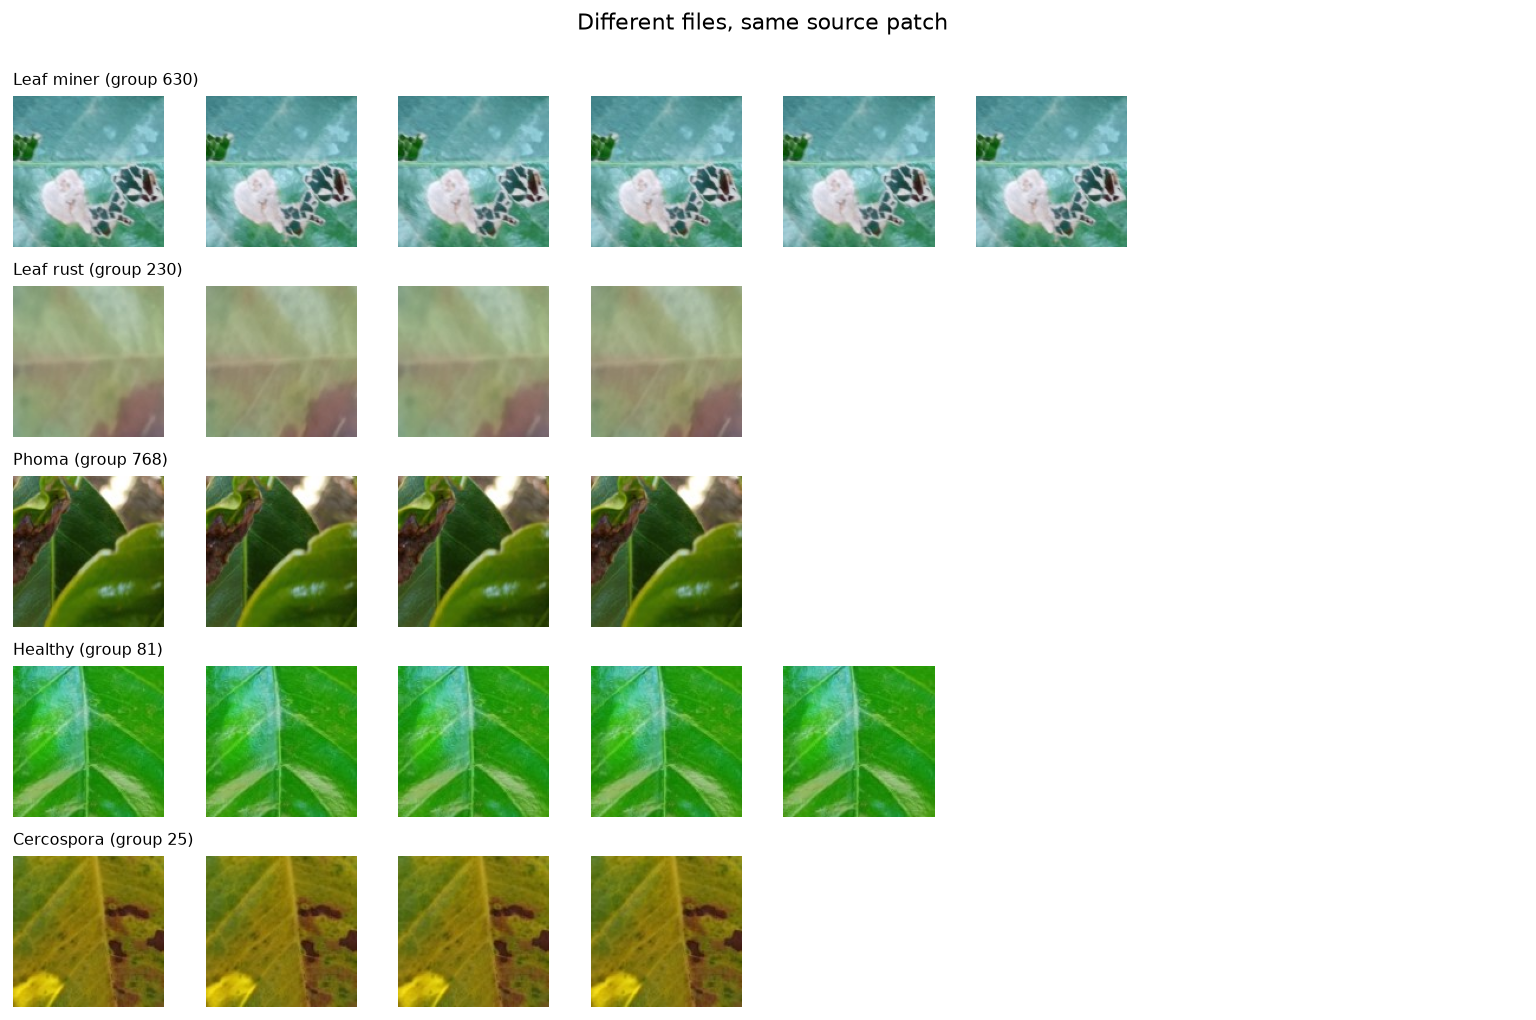 Different files, same source patch
Leaf miner (group 630)
Leaf rust (group 230)
Phoma (group 768)
Healthy (group 81)
Cercospora (group 25)